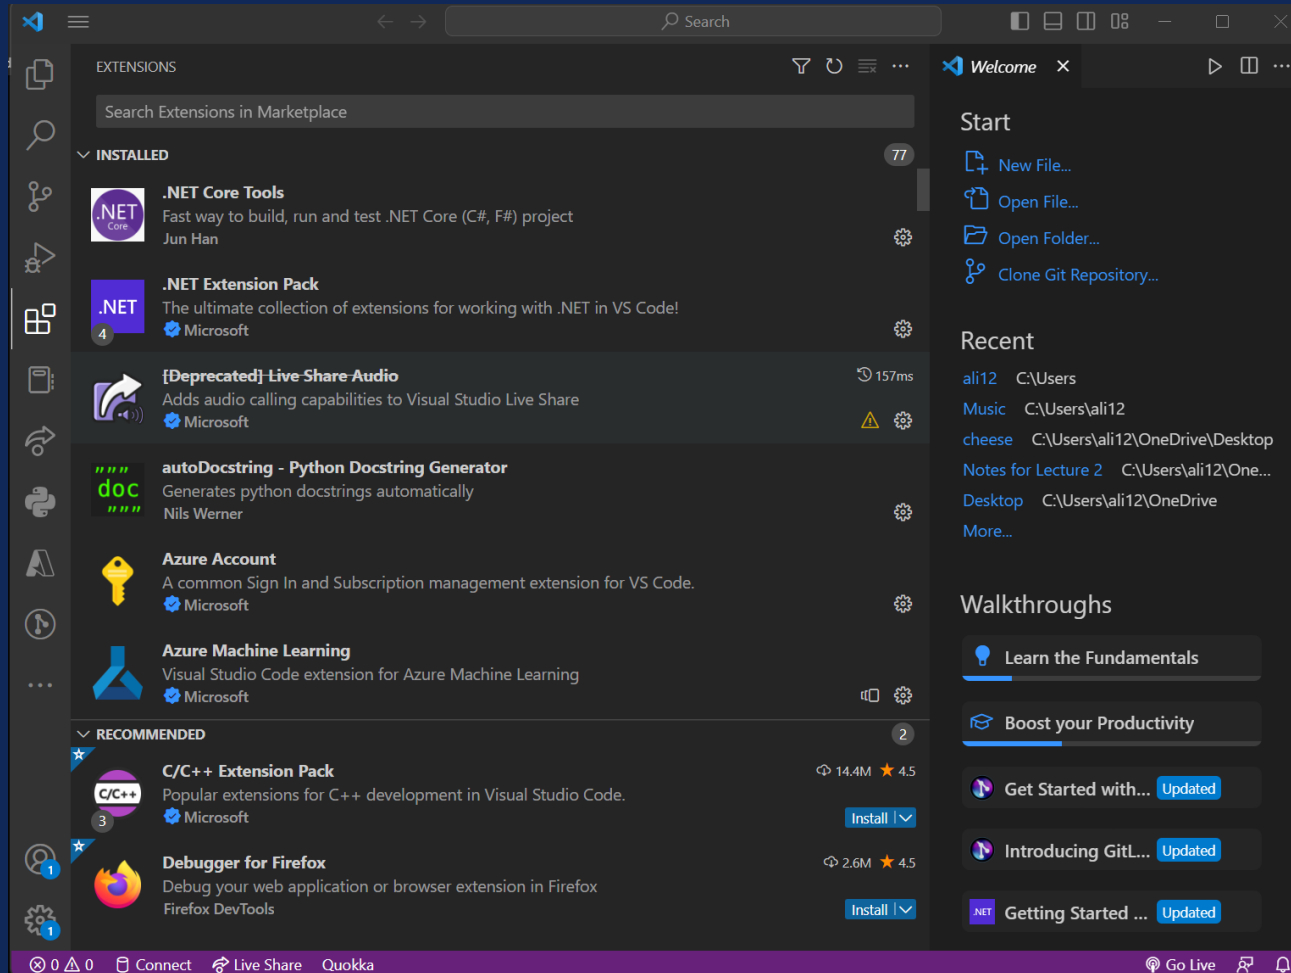 Search
EXTENSIONS
Search Extensions in Marketplace
INSTALLED 77
.NET Core
.NET Core Tools
Fast way to build, run and test .NET Core (C#, F#) project
Jun Han
.NET
4
.NET Extension Pack
The ultimate collection of extensions for working with .NET in VS Code!
Microsoft
[Deprecated] Live Share Audio 157ms
Adds audio calling capabilities to Visual Studio Live Share
Microsoft
""" doc """
autoDocstring - Python Docstring Generator
Generates python docstrings automatically
Nils Werner
Azure Account
A common Sign In and Subscription management extension for VS Code.
Microsoft
Azure Machine Learning
Visual Studio Code extension for Azure Machine Learning
Microsoft
RECOMMENDED 2
C/C++
3
C/C++ Extension Pack 14.4M 4.5
Popular extensions for C++ development in Visual Studio Code.
Microsoft Install
Debugger for Firefox 2.6M 4.5
Debug your web application or browser extension in Firefox
Firefox DevTools Install
1
1
Welcome
Start
New File...
Open File...
Open Folder...
Clone Git Repository...
Recent
ali12 C:\Users
Music C:\Users\ali12
cheese C:\Users\ali12\OneDrive\Desktop
Notes for Lecture 2 C:\Users\ali12\One...
Desktop C:\Users\ali12\OneDrive
More...
Walkthroughs
Learn the Fundamentals
Boost your Productivity
Get Started with... Updated
Introducing GitL... Updated
.NET Getting Started ... Updated
0 0 Connect Live Share Quokka Go Live